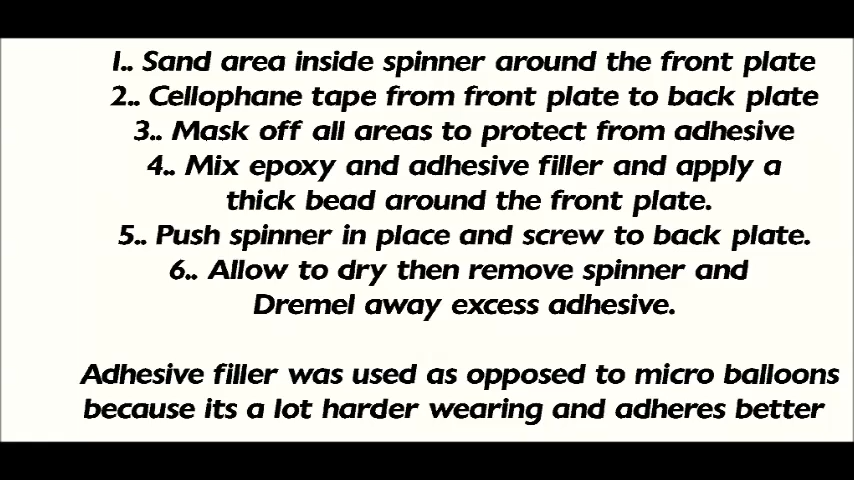 1.. Sand area inside spinner around the front plate
2.. Cellophane tape from front plate to back plate
3.. Mask off all areas to protect from adhesive
4.. Mix epoxy and adhesive filler and apply a
thick bead around the front plate.
5.. Push spinner in place and screw to back plate.
6.. Allow to dry then remove spinner and
Dremel away excess adhesive.
Adhesive filler was used as opposed to micro balloons
because its a lot harder wearing and adheres better